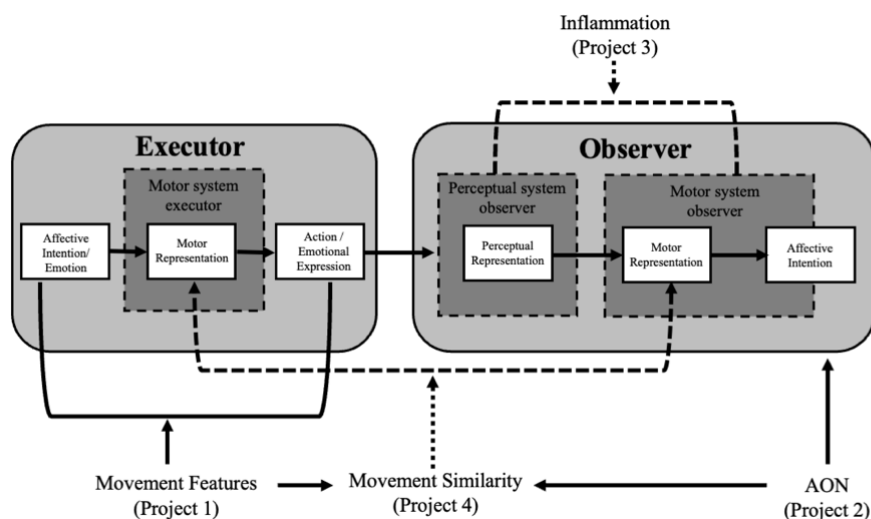 Inflammation
(Project 3)
Executor
Observer
Motor system
executor
Perceptual system
observer
Motor system
observer
Affective
Intention/
Emotion
Motor
Representation
Action /
Emotional
Expression
Perceptual
Representation
Motor
Representation
Affective
Intention
Movement Features
(Project 1)
Movement Similarity
(Project 4)
AON
(Project 2)